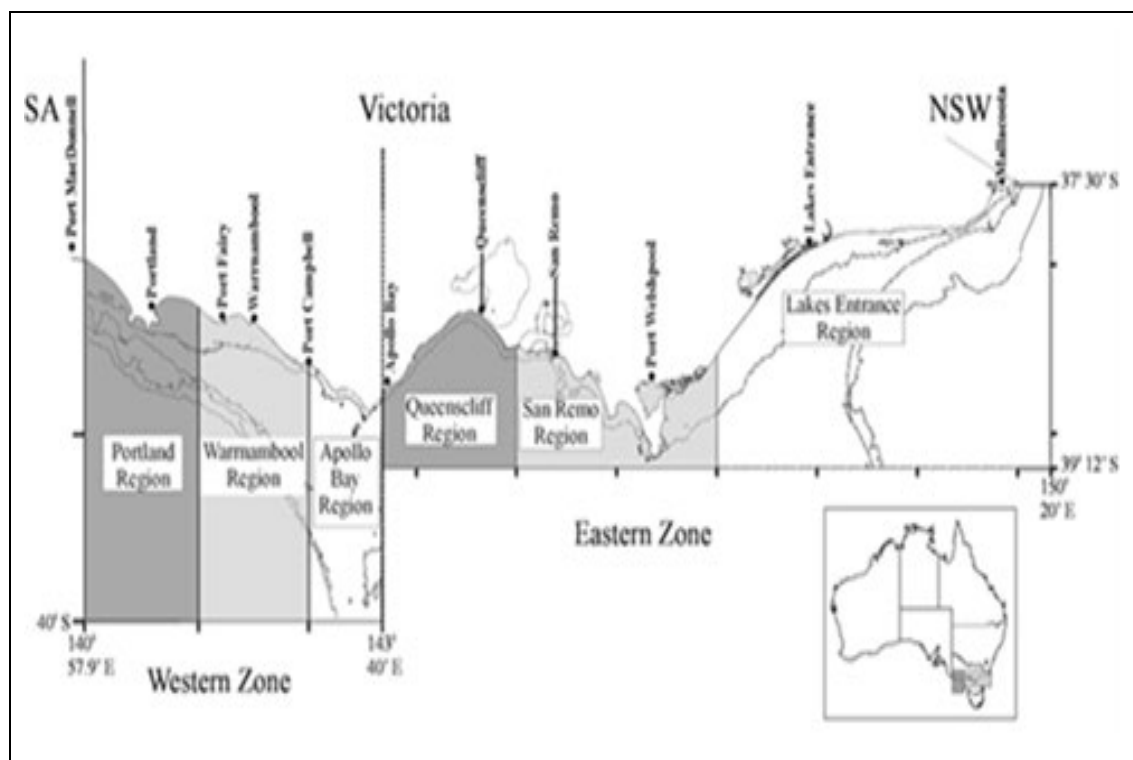 SA
Victoria
NSW
Port MacDonnell
Portland
Port Fairy
Warrnambool
Port Campbell
Apollo Bay
Queenscliff
San Remo
Port Welshpool
Lakes Entrance
Mallacoota
37° 30' S
Lakes Entrance
Region
Queenscliff
Region
San Remo
Region
Portland
Region
Warrnambool
Region
Apollo
Bay
Region
39° 12' S
150°
20' E
Eastern Zone
40° S
140°
57.9' E
143°
40' E
Western Zone